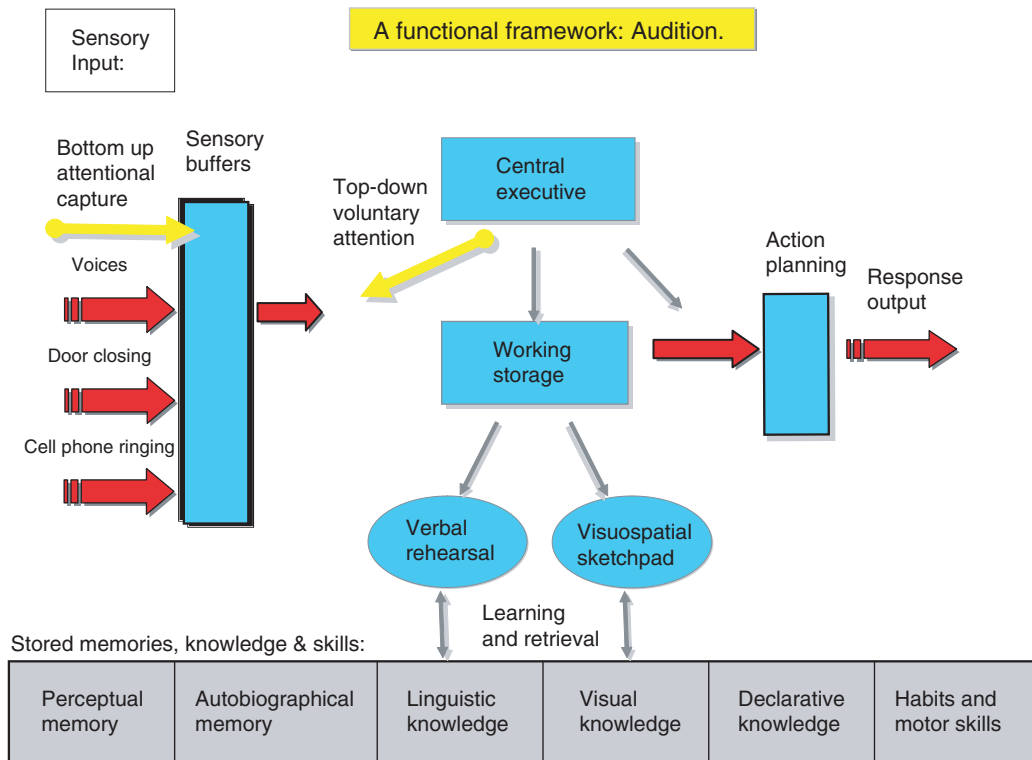 Sensory
Input:
A functional framework: Audition.
Bottom up
attentional
capture
Sensory
buffers
Top-down
voluntary
attention
Central
executive
Voices
Door closing
Cell phone ringing
Working
storage
Action
planning
Response
output
Verbal
rehearsal
Visuospatial
sketchpad
Learning
and retrieval
Stored memories, knowledge & skills:
Perceptual
memory
Autobiographical
memory
Linguistic
knowledge
Visual
knowledge
Declarative
knowledge
Habits and
motor skills